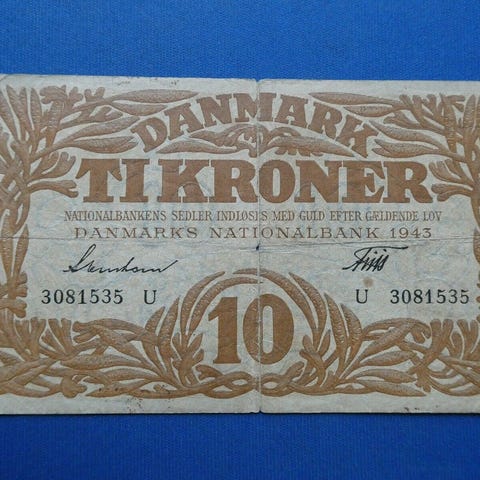 DANMARK
TI KRONER
NATIONALBANKENS SEDLER INDLØSES MED GULD EFTER GÆLDENDE LOV
DANMARKS NATIONALBANK 1943
3081535 U U 3081535
10